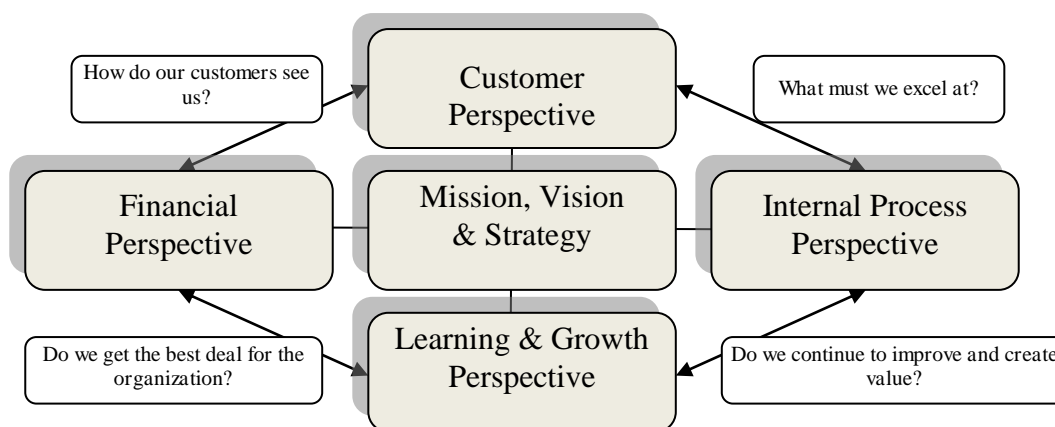 How do our customers see
us?
Customer
Perspective
What must we excel at?
Financial
Perspective
Mission, Vision
& Strategy
Internal Process
Perspective
Do we get the best deal for the
organization?
Learning & Growth
Perspective
Do we continue to improve and create
value?